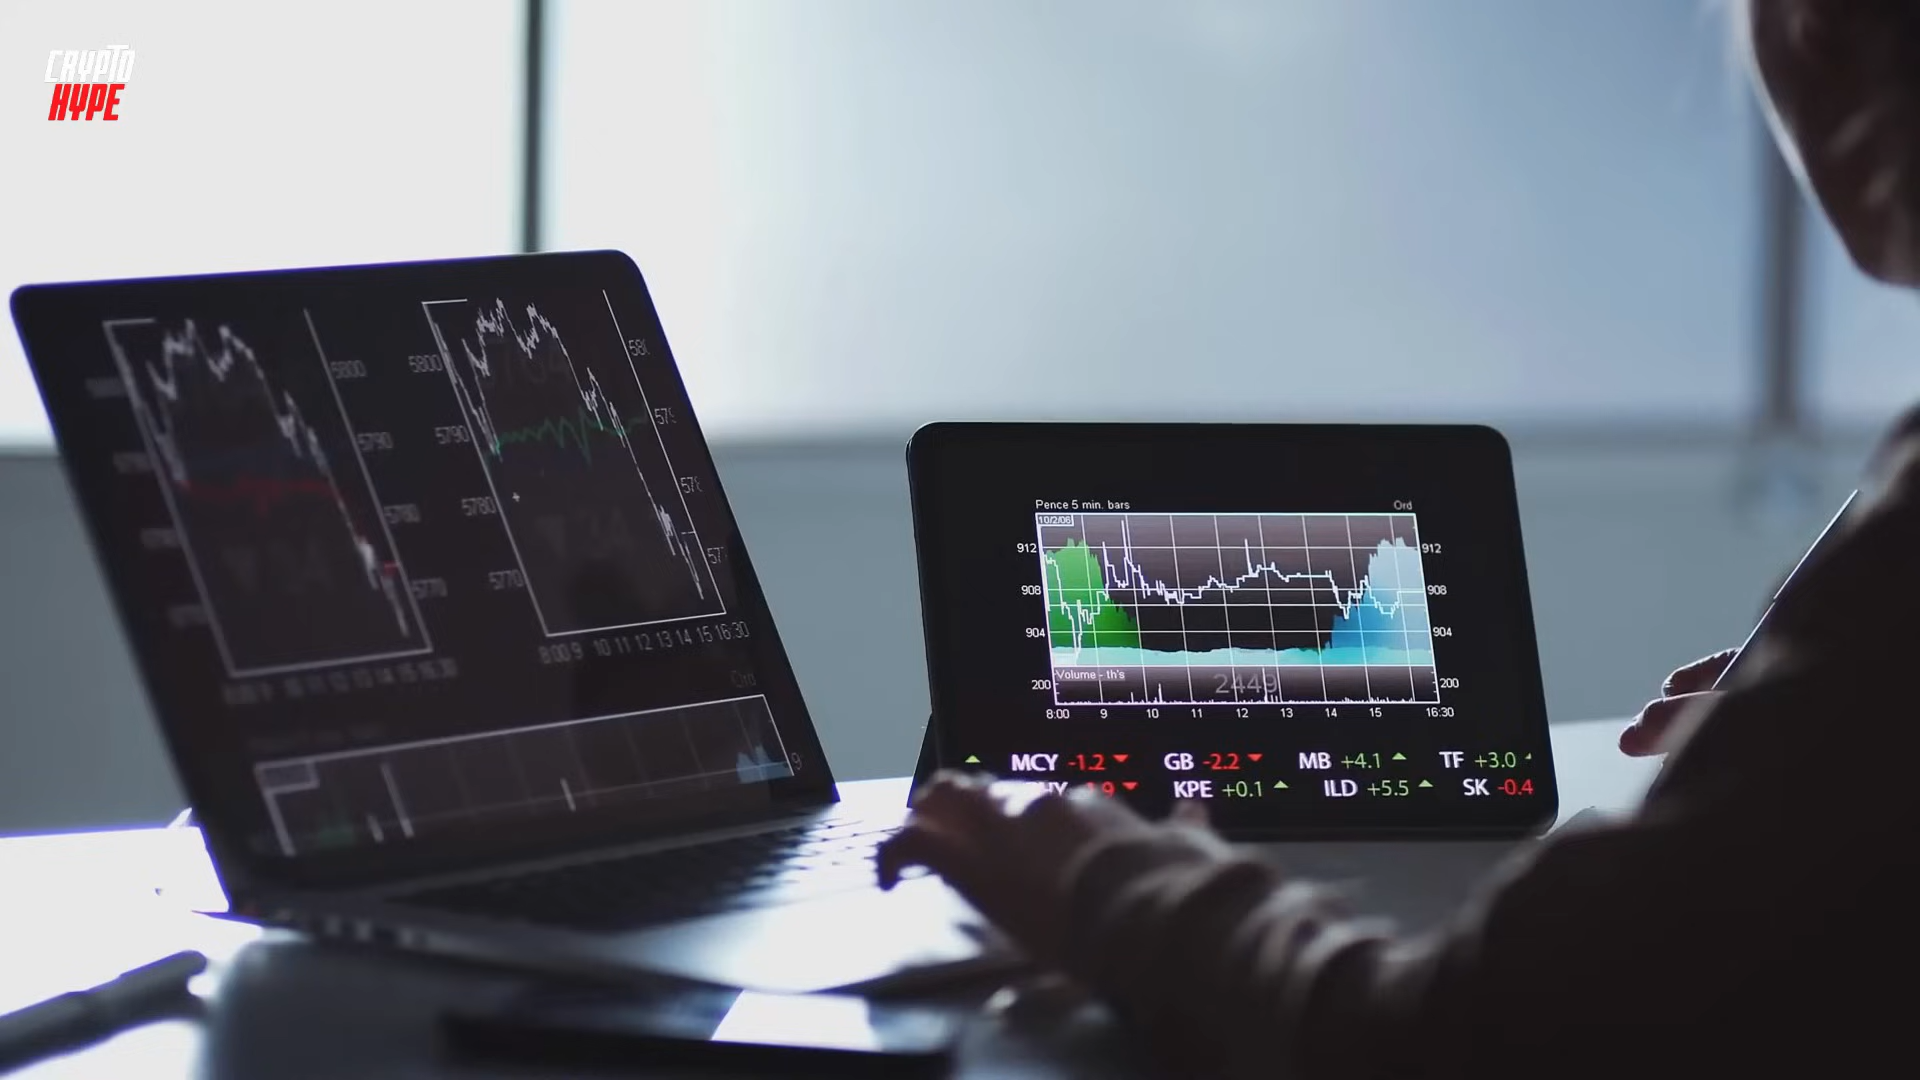 CRYPTO
HYPE
5800
5790
5780
5770
5800
5790
5780
5770
8:00 9 10 11 12 13 14 15 16:30
Ord
Pence 5 min. bars
Ord
10/2/06
912
912
908
908
904
904
Volume - th's
2449
200
200
8:00 9 10 11 12 13 14 15 16:30
MCY -1.2 GB -2.2 MB +4.1 TF +3.0
KPE +0.1 ILD +5.5 SK -0.4